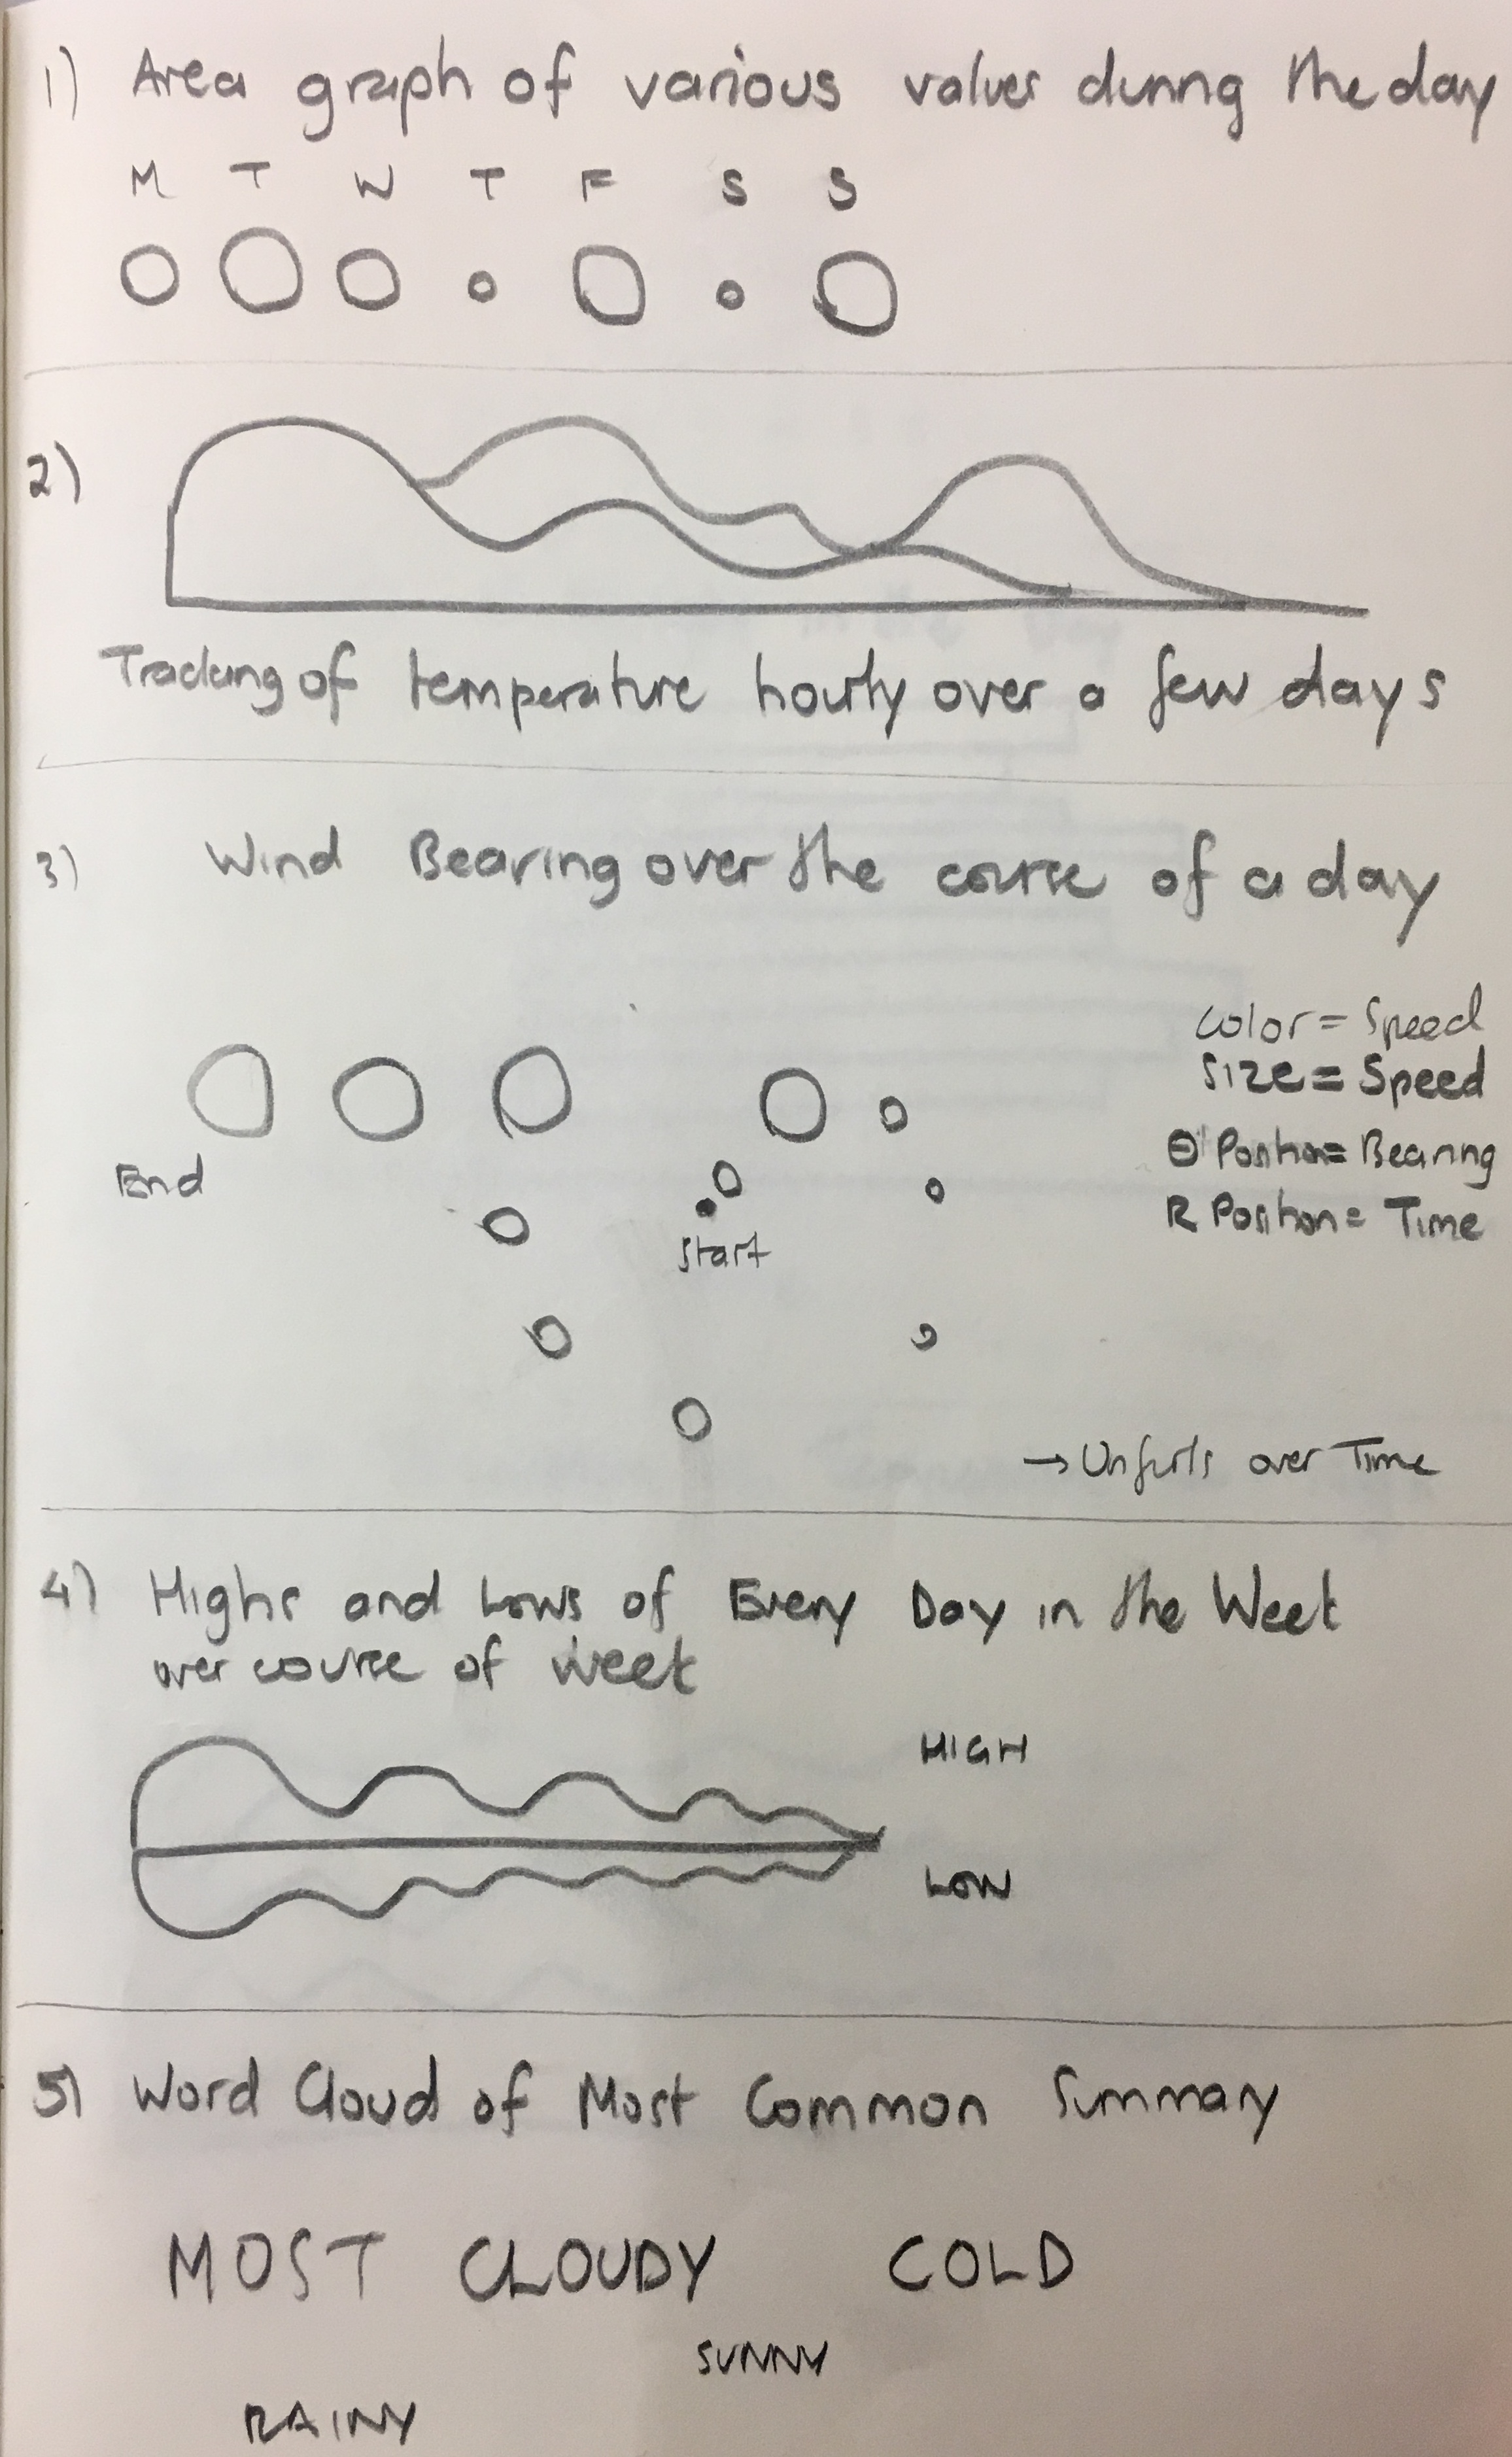 1) Area graph of various values during the day
M T W T F S S
2)
Tracking of temperature hourly over a few days
3) Wind Bearing over the course of a day
Color = Speed
Size = Speed
Θ Position = Bearing
R Position = Time
End
Start
→ Unfurls over Time
4) Highs and Lows of Every Day in the Week
over course of week
HIGH
LOW
5) Word Cloud of Most Common Summary
MOST CLOUDY COLD
SUNNY
RAINY